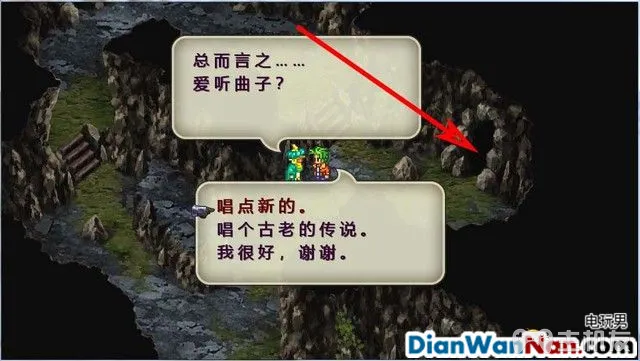 总而言之……
爱听曲子？
唱点新的。
唱个古老的传说。
我很好，谢谢。
电玩男
DianWanNan.com